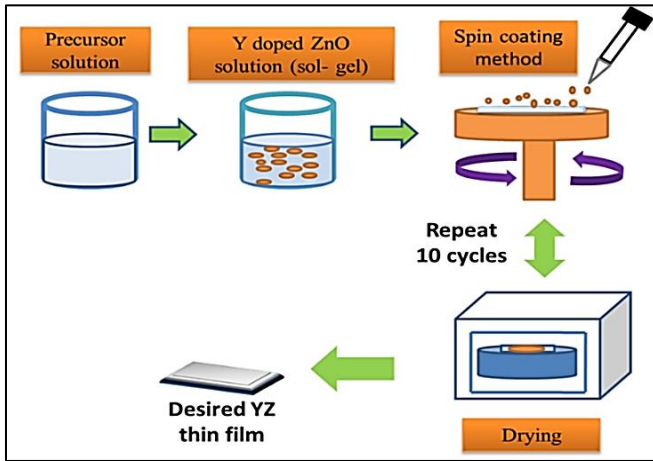 Precursor
solution
Y doped ZnO
solution (sol- gel)
Spin coating
method
Repeat
10 cycles
Drying
Desired YZ
thin film